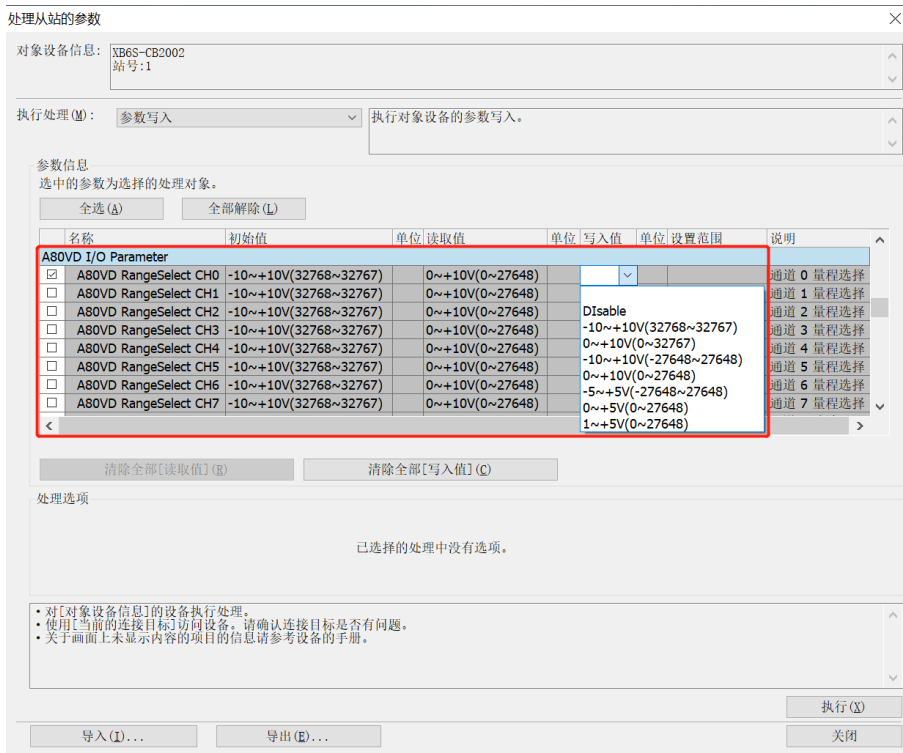 处理从站的参数
对象设备信息: XB6S-CB2002
站号:1
执行处理(M): 参数写入 执行对象设备的参数写入。
参数信息
选中的参数为选择的处理对象。
全选(A) 全部解除(L)
名称 初始值 单位 读取值 单位 写入值 单位 设置范围 说明
A80VD I/O Parameter
A80VD RangeSelect CH0 -10~+10V(32768~32767) 0~+10V(0~27648) 通道 0 量程选择
A80VD RangeSelect CH1 -10~+10V(32768~32767) 0~+10V(0~27648) 通道 1 量程选择
A80VD RangeSelect CH2 -10~+10V(32768~32767) 0~+10V(0~27648) 通道 2 量程选择
A80VD RangeSelect CH3 -10~+10V(32768~32767) 0~+10V(0~27648) 通道 3 量程选择
A80VD RangeSelect CH4 -10~+10V(32768~32767) 0~+10V(0~27648) 通道 4 量程选择
A80VD RangeSelect CH5 -10~+10V(32768~32767) 0~+10V(0~27648) 通道 5 量程选择
A80VD RangeSelect CH6 -10~+10V(32768~32767) 0~+10V(0~27648) 通道 6 量程选择
A80VD RangeSelect CH7 -10~+10V(32768~32767) 0~+10V(0~27648) 通道 7 量程选择
DIsable
-10~+10V(32768~32767)
0~+10V(0~32767)
-10~+10V(-27648~27648)
0~+10V(0~27648)
-5~+5V(-27648~27648)
0~+5V(0~27648)
1~+5V(0~27648)
清除全部[读取值](R) 清除全部[写入值](C)
处理选项
已选择的处理中没有选项。
•对[对象设备信息]的设备执行处理。
•使用[当前的连接目标]访问设备。请确认连接目标是否有问题。
•关于画面上未显示内容的项目的信息请参考设备的手册。
执行(X)
导入(I)... 导出(E)... 关闭